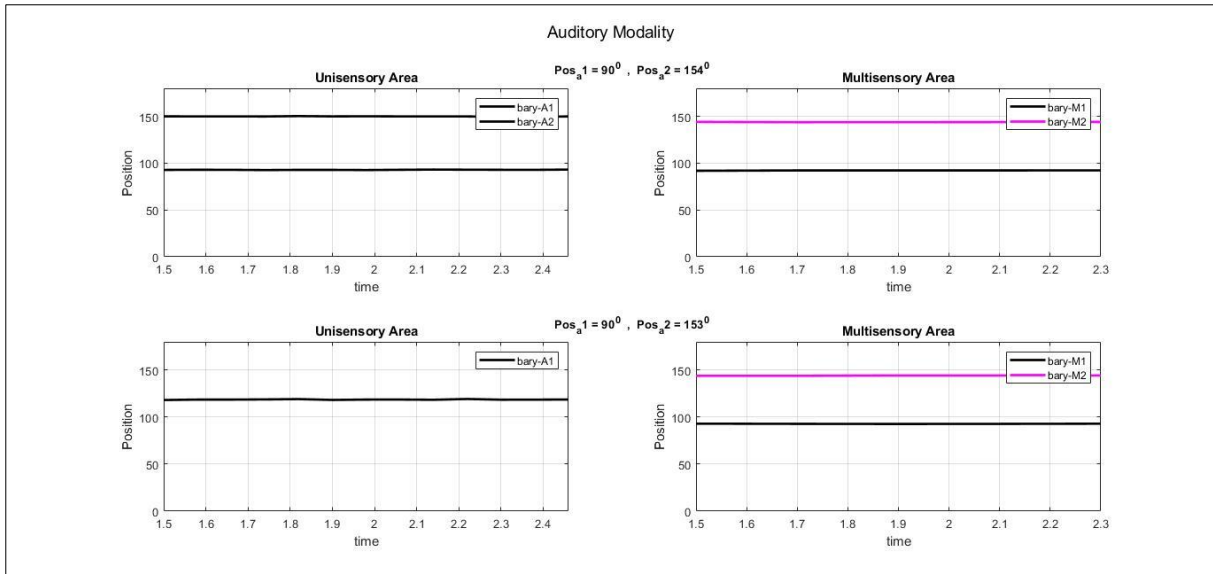 Auditory Modality
Pos_a1 = 90^0 , Pos_a2 = 154^0
Unisensory Area
Position
150
100
50
0
1.5 1.6 1.7 1.8 1.9 2 2.1 2.2 2.3 2.4
time
bary-A1
bary-A2
Multisensory Area
Position
150
100
50
0
1.5 1.6 1.7 1.8 1.9 2 2.1 2.2 2.3
time
bary-M1
bary-M2
Pos_a1 = 90^0 , Pos_a2 = 153^0
Unisensory Area
Position
150
100
50
0
1.5 1.6 1.7 1.8 1.9 2 2.1 2.2 2.3 2.4
time
bary-A1
Multisensory Area
Position
150
100
50
0
1.5 1.6 1.7 1.8 1.9 2 2.1 2.2 2.3
time
bary-M1
bary-M2